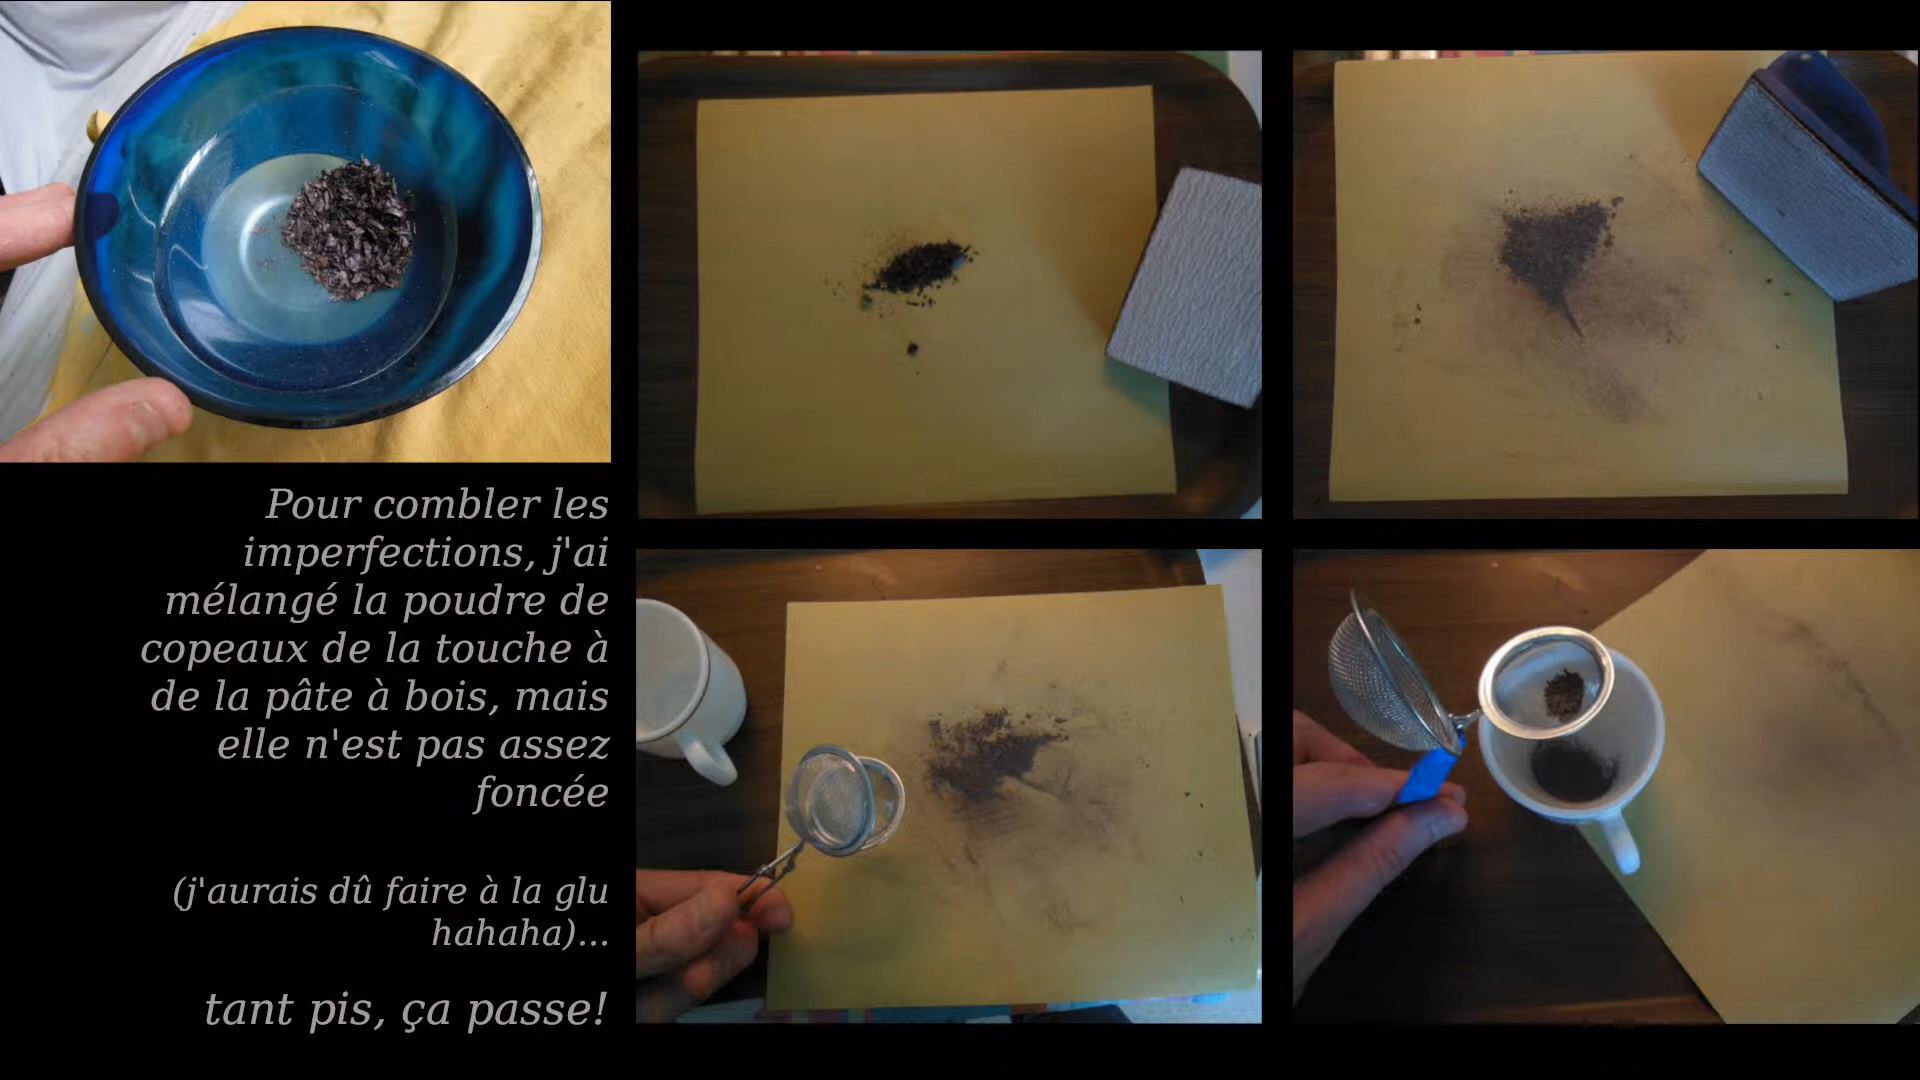 Pour combler les
imperfections, j'ai
mélangé la poudre de
copeaux de la touche à
de la pâte à bois, mais
elle n'est pas assez
foncée
(j'aurais dû faire à la glu
hahaha)...
tant pis, ça passe!